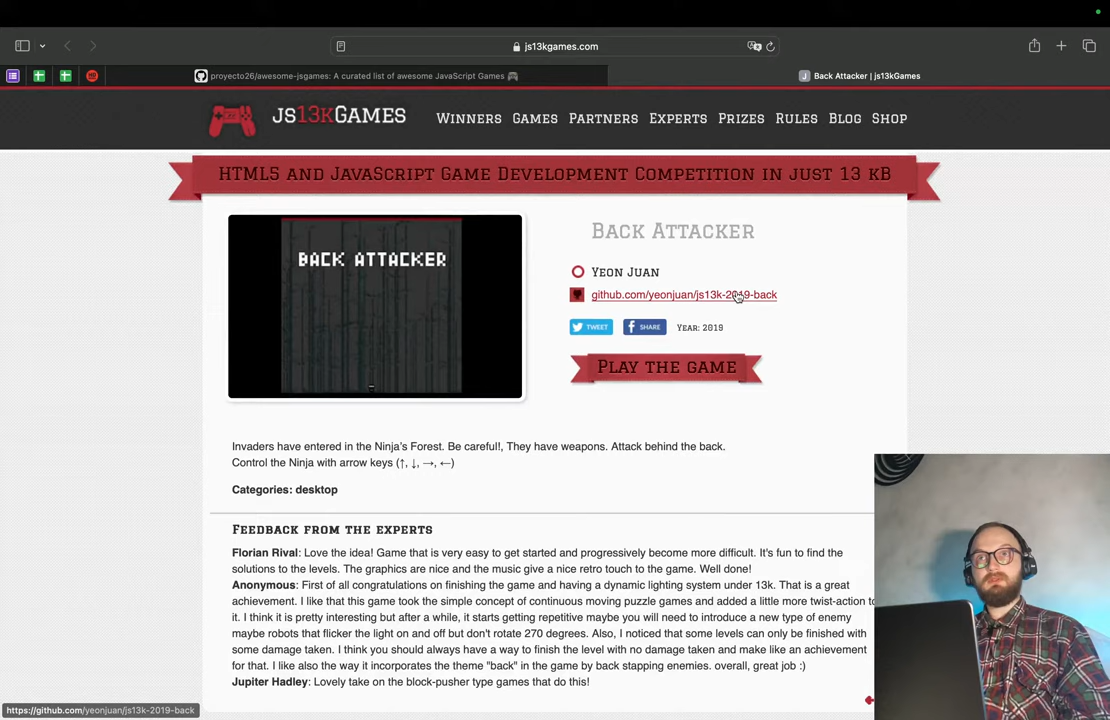 js13kgames.com
proyecto26/awesome-jsgames: A curated list of awesome JavaScript Games
J
Back Attacker | js13kGames
JS13KGAMES
WINNERS GAMES PARTNERS EXPERTS PRIZES RULES BLOG SHOP
HTML5 AND JAVASCRIPT GAME DEVELOPMENT COMPETITION IN JUST 13 KB
BACK ATTACKER
BACK ATTACKER
YEON JUAN
github.com/yeonjuan/js13k-2019-back
TWEET SHARE YEAR: 2019
PLAY THE GAME
Invaders have entered in the Ninja's Forest. Be careful!, They have weapons. Attack behind the back.
Control the Ninja with arrow keys (↑, ↓, →, ←)
Categories: desktop
FEEDBACK FROM THE EXPERTS
Florian Rival: Love the idea! Game that is very easy to get started and progressively become more difficult. It's fun to find the
solutions to the levels. The graphics are nice and the music give a nice retro touch to the game. Well done!
Anonymous: First of all congratulations on finishing the game and having a dynamic lighting system under 13k. That is a great
achievement. I like that this game took the simple concept of continuous moving puzzle games and added a little more twist-action to
it. I think it is pretty interesting but after a while, it starts getting repetitive maybe you will need to introduce a new type of enemy
maybe robots that flicker the light on and off but don't rotate 270 degrees. Also, I noticed that some levels can only be finished with
some damage taken. I think you should always have a way to finish the level with no damage taken and make like an achievement
for that. I like also the way it incorporates the theme "back" in the game by back stapping enemies. overall, great job :)
Jupiter Hadley: Lovely take on the block-pusher type games that do this!
https://github.com/yeonjuan/js13k-2019-back